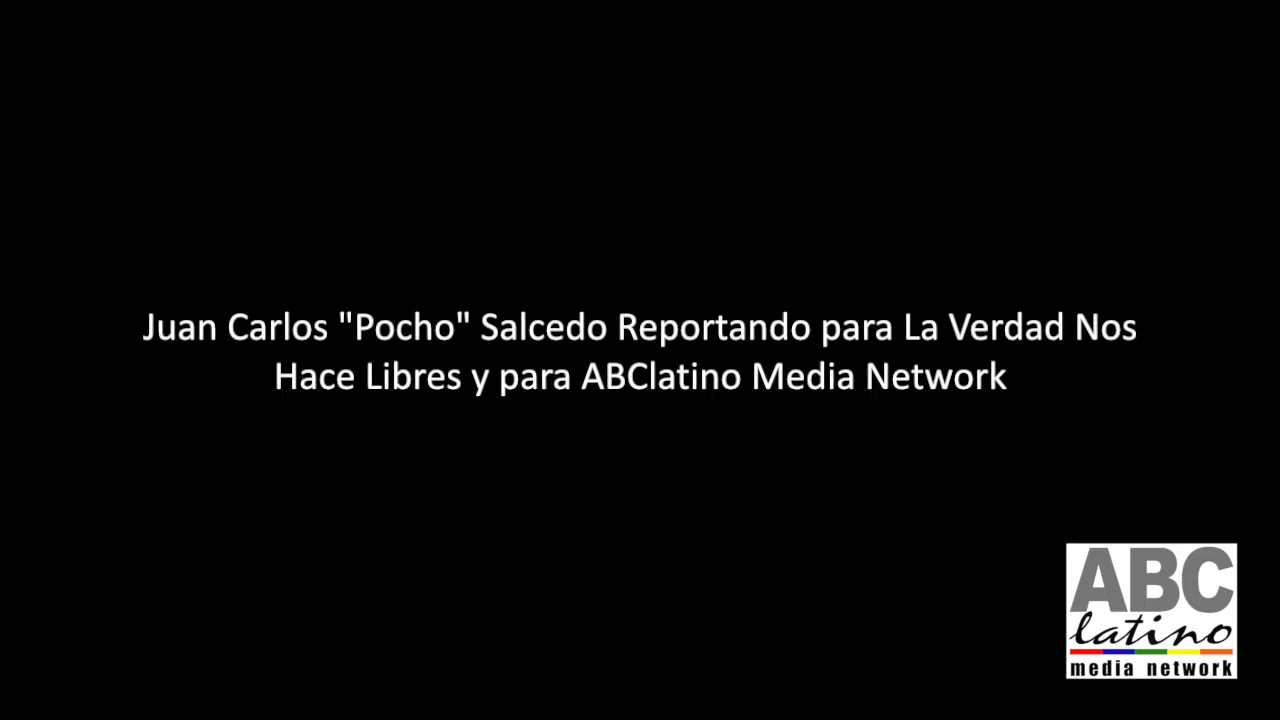 Juan Carlos "Pocho" Salcedo Reportando para La Verdad Nos
Hace Libres y para ABClatino Media Network
ABC
latino
media network